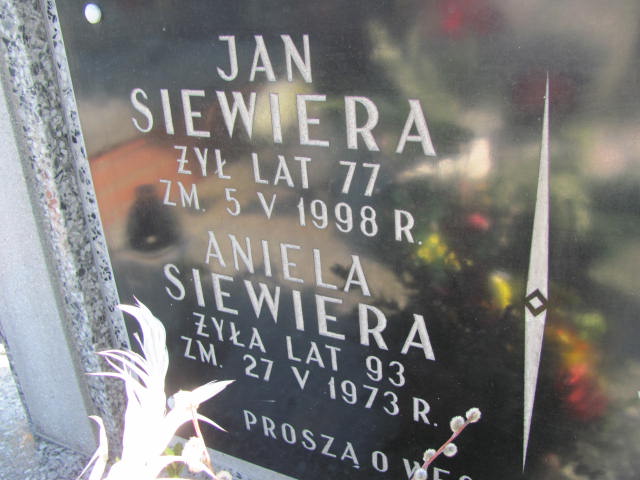 JAN
SIEWIERA
ŻYŁ LAT 77
ZM. 5 V 1998 R.
ANIELA
SIEWIERA
ŻYŁA LAT 93
ZM. 27 V 1973 R.
PROSZĄ O